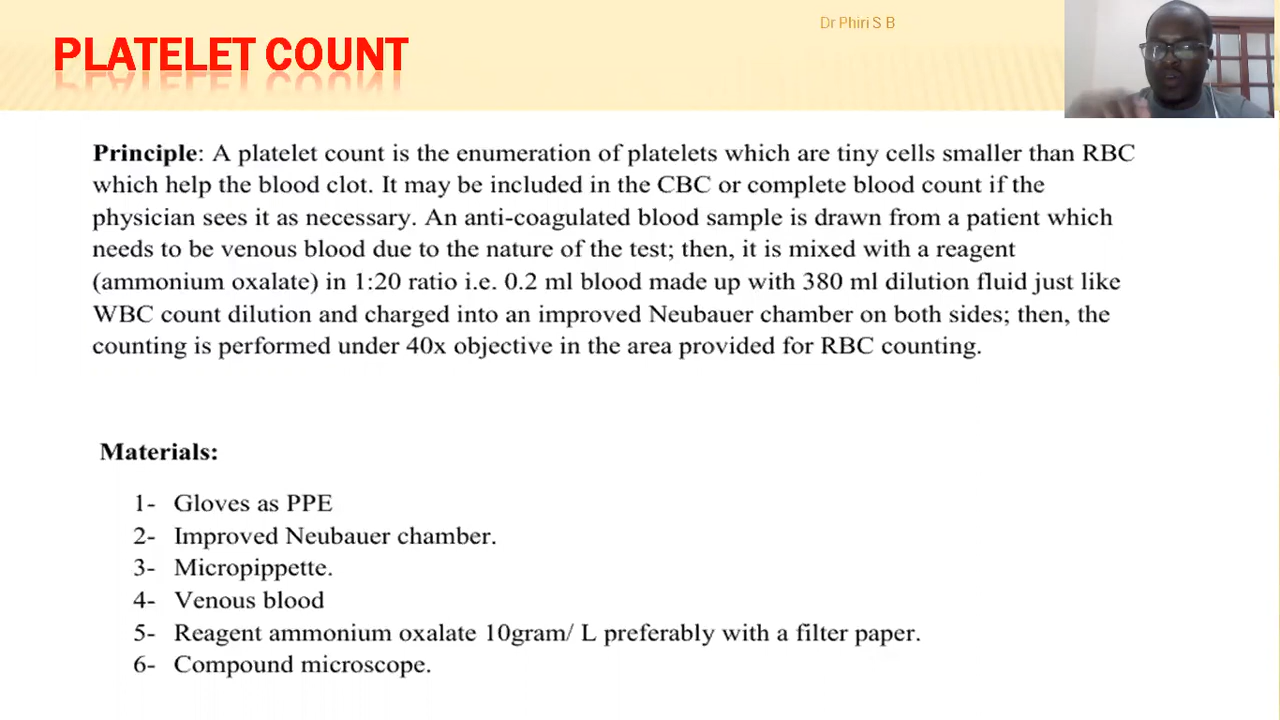 Dr Phiri S B
PLATELET COUNT
Principle: A platelet count is the enumeration of platelets which are tiny cells smaller than RBC
which help the blood clot. It may be included in the CBC or complete blood count if the
physician sees it as necessary. An anti-coagulated blood sample is drawn from a patient which
needs to be venous blood due to the nature of the test; then, it is mixed with a reagent
(ammonium oxalate) in 1:20 ratio i.e. 0.2 ml blood made up with 380 ml dilution fluid just like
WBC count dilution and charged into an improved Neubauer chamber on both sides; then, the
counting is performed under 40x objective in the area provided for RBC counting.
Materials:
1- Gloves as PPE
2- Improved Neubauer chamber.
3- Micropippette.
4- Venous blood
5- Reagent ammonium oxalate 10gram/ L preferably with a filter paper.
6- Compound microscope.